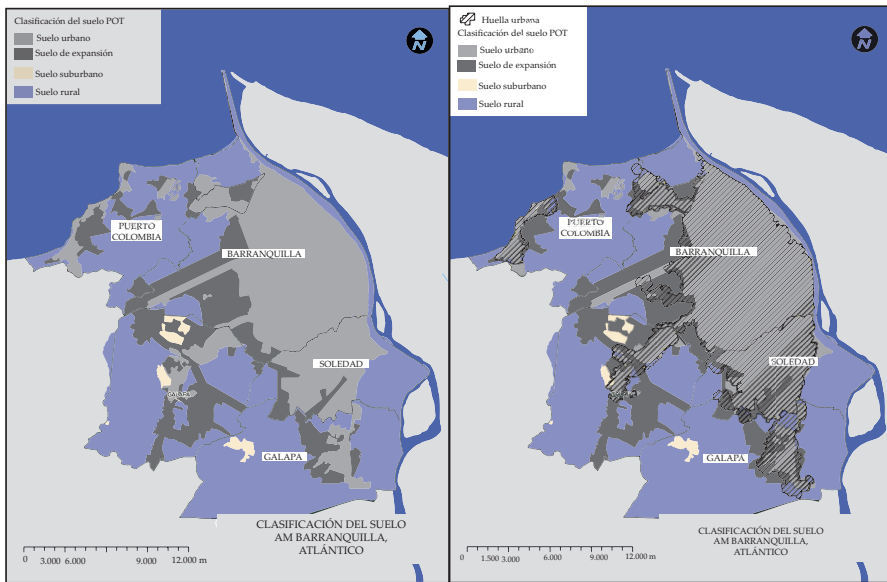 Clasificación del suelo POT
Suelo urbano
Suelo de expansión
Suelo suburbano
Suelo rural
N
PUERTO
COLOMBIA
BARRANQUILLA
SOLEDAD
GALAPA
GALAPA
CLASIFICACIÓN DEL SUELO
AM BARRANQUILLA,
ATLÁNTICO
0 3.000 6.000 9.000 12.000 m
Huella urbana
Clasificación del suelo POT
Suelo urbano
Suelo de expansión
Suelo suburbano
Suelo rural
N
PUERTO
COLOMBIA
BARRANQUILLA
SOLEDAD
GALAPA
CLASIFICACIÓN DEL SUELO
AM BARRANQUILLA,
ATLÁNTICO
0 1.500 3.000 6.000 9.000 12.000 m